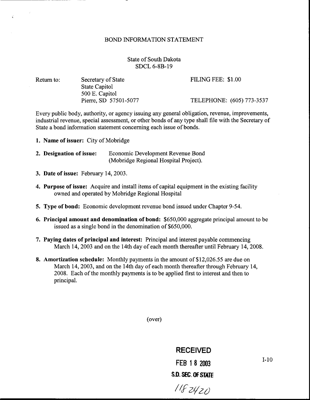 BOND INFORMATION STATEMENT
State of South Dakota
SDCL 6-8B-19
Return to: Secretary of State FILING FEE: $1.00
State Capitol
500 E. Capitol
Pierre, SD 57501-5077 TELEPHONE: (605) 773-3537
Every public body, authority, or agency issuing any general obligation, revenue, improvements,
industrial revenue, special assessment, or other bonds of any type shall file with the Secretary of
State a bond information statement concerning each issue of bonds.
1. Name of issuer: City of Mobridge
2. Designation of issue: Economic Development Revenue Bond
(Mobridge Regional Hospital Project).
3. Date of issue: February 14, 2003.
4. Purpose of issue: Acquire and install items of capital equipment in the existing facility
owned and operated by Mobridge Regional Hospital
5. Type of bond: Economic development revenue bond issued under Chapter 9-54.
6. Principal amount and denomination of bond: $650,000 aggregate principal amount to be
issued as a single bond in the denomination of $650,000.
7. Paying dates of principal and interest: Principal and interest payable commencing
March 14, 2003 and on the 14th day of each month thereafter until February 14, 2008.
8. Amortization schedule: Monthly payments in the amount of $12,026.55 are due on
March 14, 2003, and on the 14th day of each month thereafter through February 14,
2008. Each of the monthly payments is to be applied first to interest and then to
principal.
(over)
RECEIVED
FEB 18 2003
S.D. SEC. OF STATE
I-10
1182420